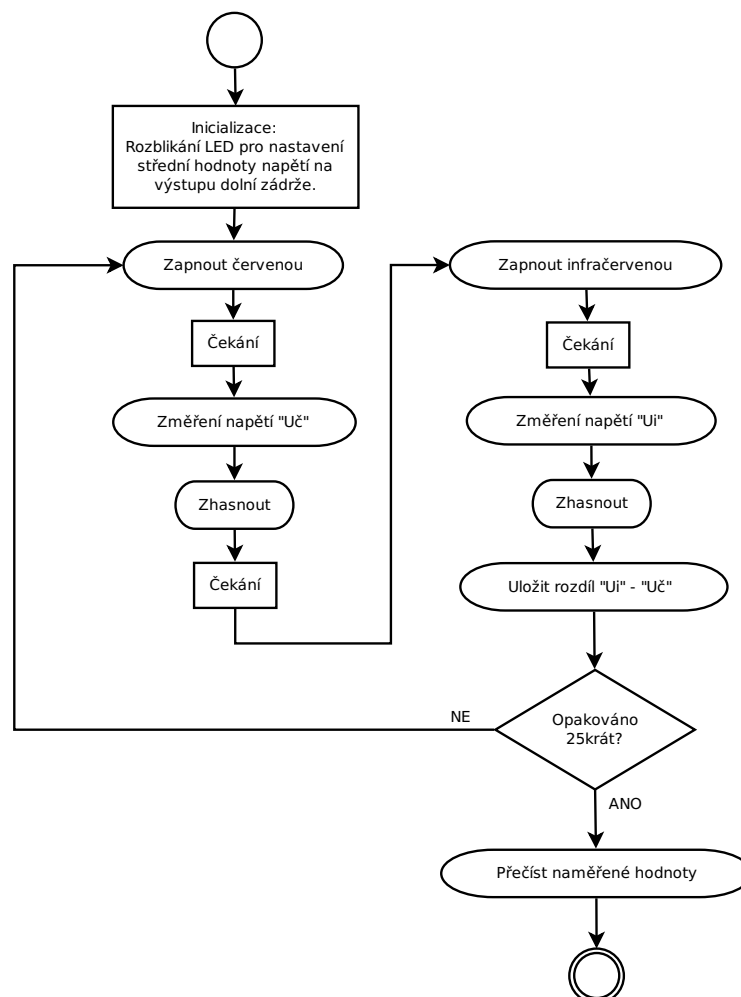 Inicializace:
Rozblikání LED pro nastavení
střední hodnoty napětí na
výstupu dolní zádrže.
Zapnout červenou
Čekání
Změření napětí "Uč"
Zhasnout
Čekání
Zapnout infračervenou
Čekání
Změření napětí "Ui"
Zhasnout
Uložit rozdíl "Ui" - "Uč"
Opakováno
25krát?
NE
ANO
Přečíst naměřené hodnoty